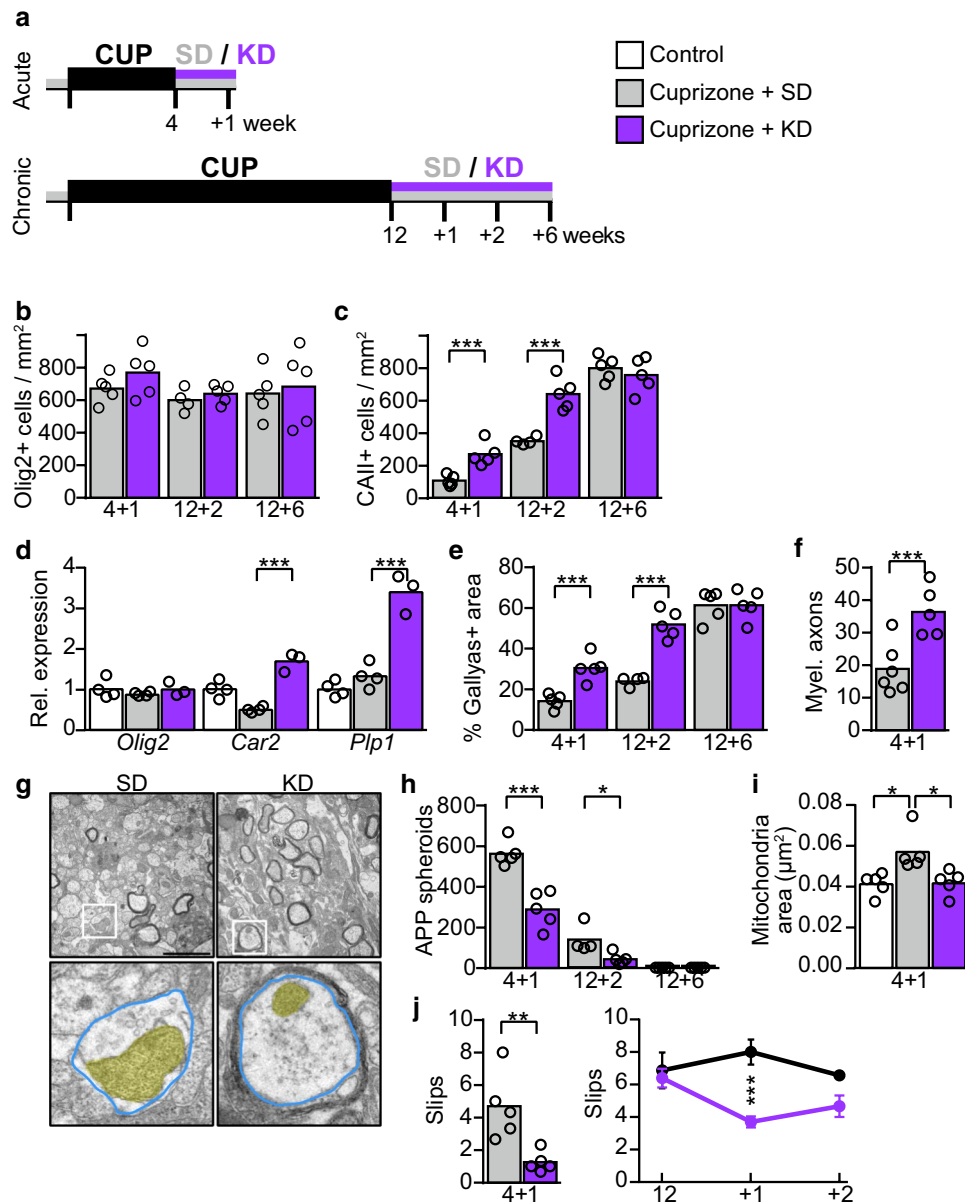 a
Acute
CUP SD / KD
4 +1 week
Control
Cuprizone + SD
Cuprizone + KD
Chronic
CUP SD / KD
12 +1 +2 +6 weeks
b
Olig2+ cells / mm²
800
600
400
200
0
4+1 12+2 12+6
c
CAII+ cells / mm²
800
600
400
200
0
*** ***
4+1 12+2 12+6
d
Rel. expression
4
2
0
*** ***
Olig2 Car2 Plp1
e
% Gallyas+ area
80
60
40
20
0
*** ***
4+1 12+2 12+6
f
Myel. axons
50
40
30
20
10
0
***
4+1
g
SD KD
h
APP spheroids
800
600
400
200
0
*** *
4+1 12+2 12+6
i
Mitochondria
area (µm²)
0.08
0.06
0.04
0.02
0.00
* *
4+1
j
Slips
10
8
6
4
2
0
**
4+1
Slips
10
8
6
4
2
0
***
12 +1 +2